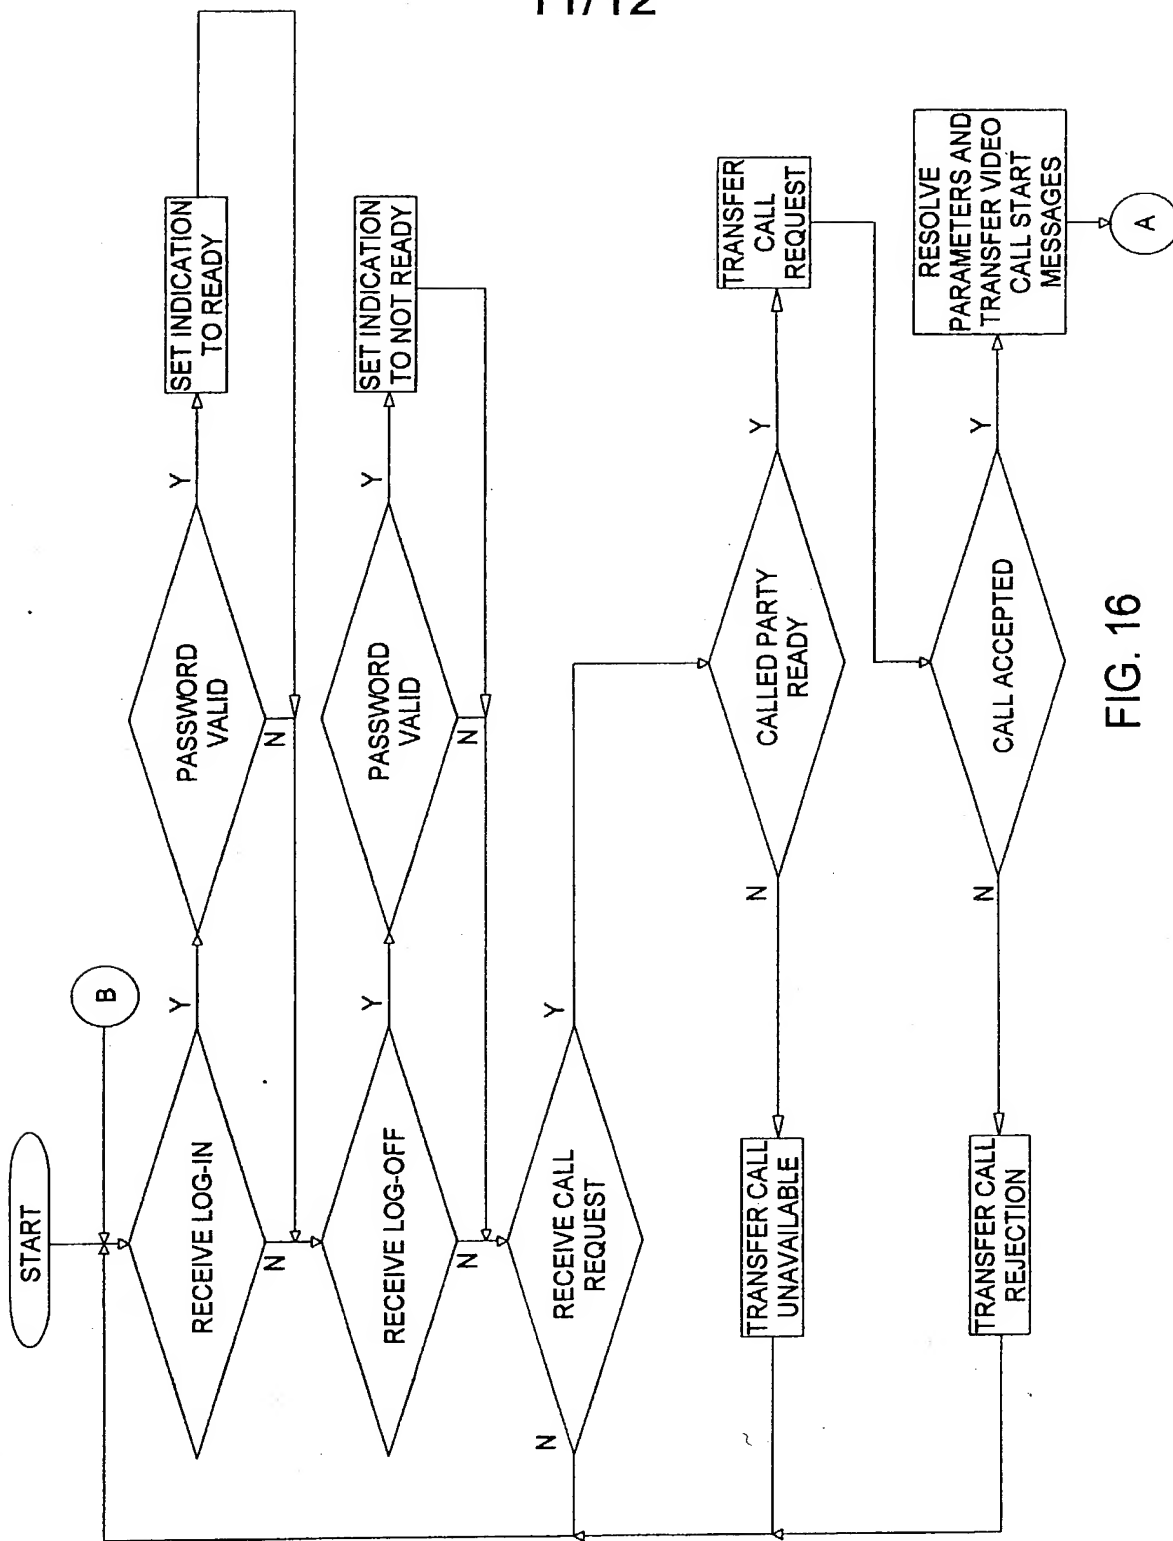 11/12
START
B
RECEIVE LOG-IN
Y
N
PASSWORD
VALID
Y
N
SET INDICATION
TO READY
RECEIVE LOG-OFF
Y
N
PASSWORD
VALID
Y
N
SET INDICATION
TO NOT READY
RECEIVE CALL
REQUEST
Y
N
CALLED PARTY
READY
Y
N
TRANSFER
CALL
REQUEST
TRANSFER CALL
UNAVAILABLE
CALL ACCEPTED
Y
N
RESOLVE
PARAMETERS AND
TRANSFER VIDEO
CALL START
MESSAGES
TRANSFER CALL
REJECTION
A
FIG. 16